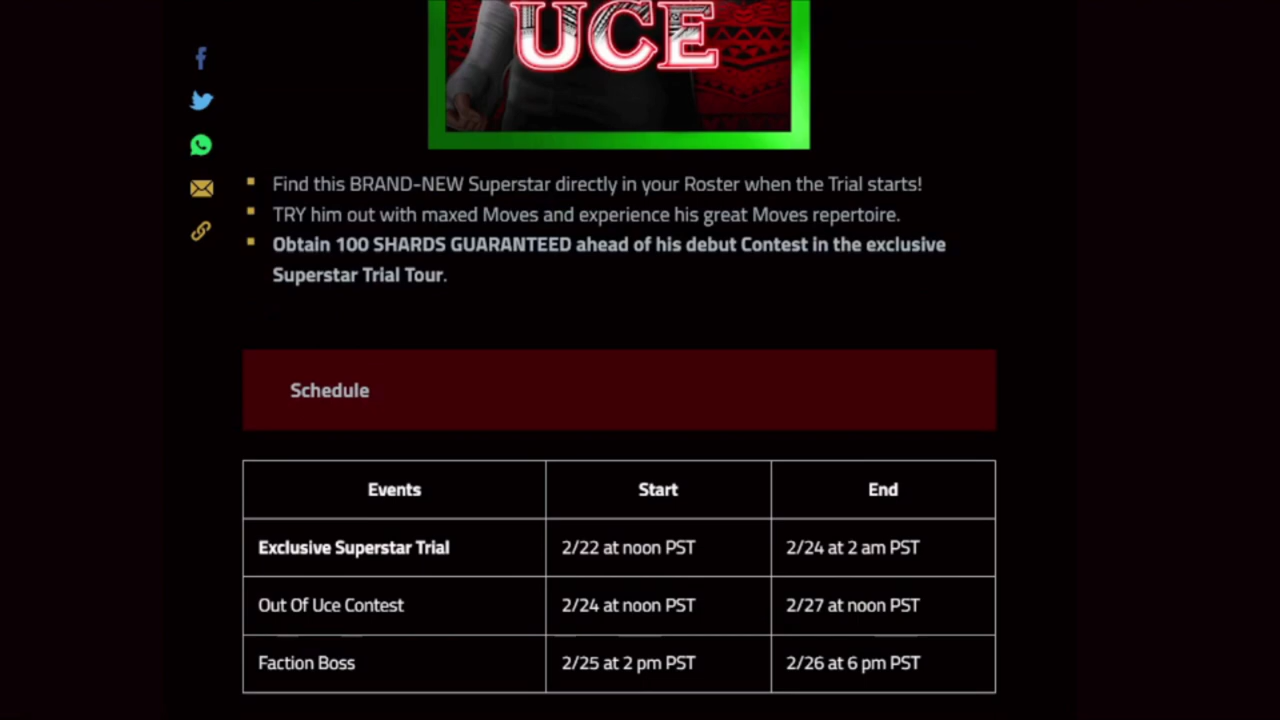 UCE
Find this BRAND-NEW Superstar directly in your Roster when the Trial starts!
TRY him out with maxed Moves and experience his great Moves repertoire.
Obtain 100 SHARDS GUARANTEED ahead of his debut Contest in the exclusive
Superstar Trial Tour.
Schedule
Events Start End
Exclusive Superstar Trial 2/22 at noon PST 2/24 at 2 am PST
Out Of Uce Contest 2/24 at noon PST 2/27 at noon PST
Faction Boss 2/25 at 2 pm PST 2/26 at 6 pm PST